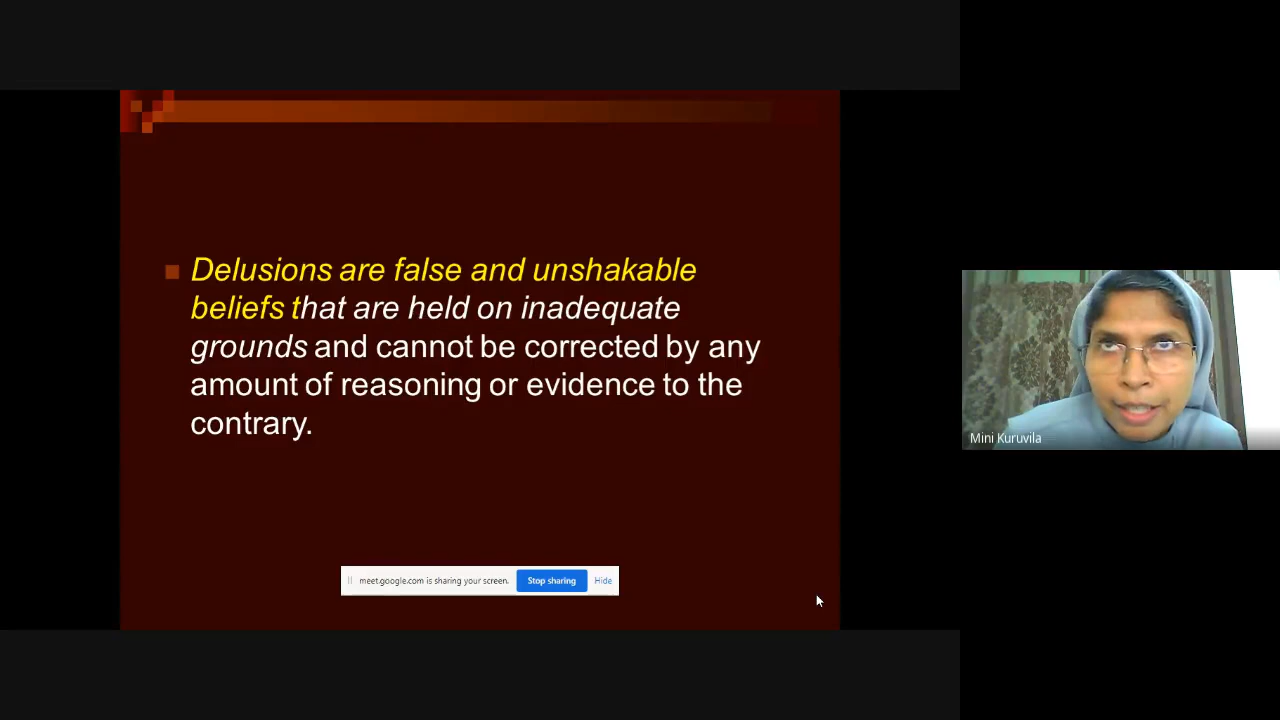 Delusions are false and unshakable
beliefs that are held on inadequate
grounds and cannot be corrected by any
amount of reasoning or evidence to the
contrary.
meet.google.com is sharing your screen. Stop sharing Hide
Mini Kuruvila